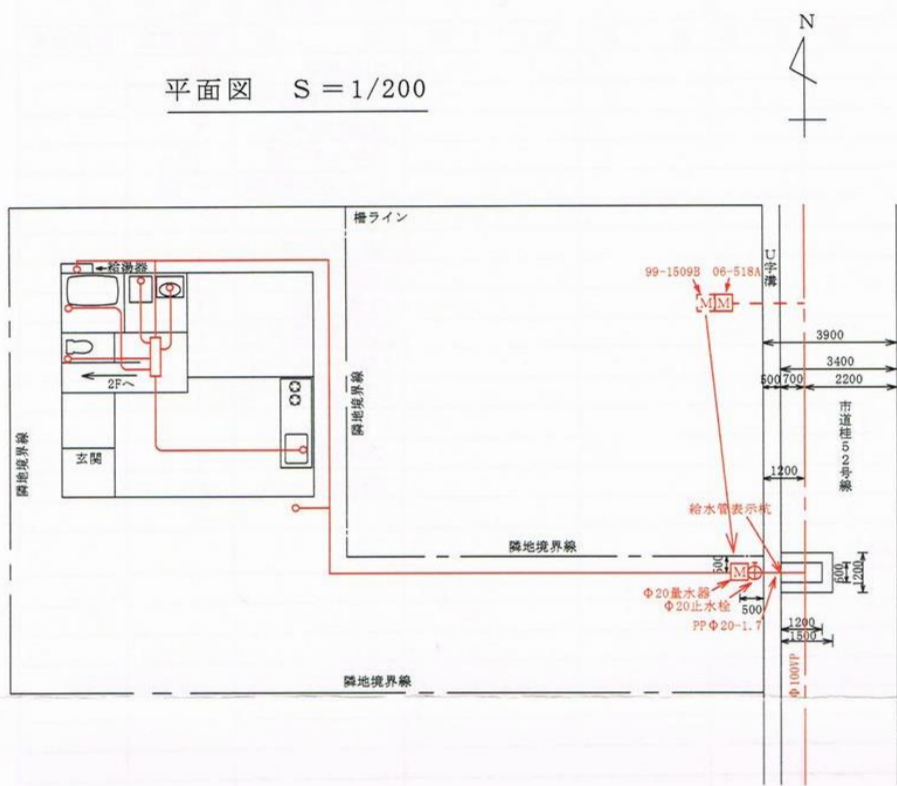 N
平面図 S=1/200
柵ライン
U字溝
←給湯器
99-1509B 06-518A
M M
3900
3400
500 700 2200
2Fへ
隣地境界線
市道桂52号線
玄関
隣地境界線
1200
給水管表示杭
隣地境界線
500
M
600
1200
Φ20量水器
Φ20止水栓
500
PPΦ20-1.7
1200
1500
Φ100VP
隣地境界線